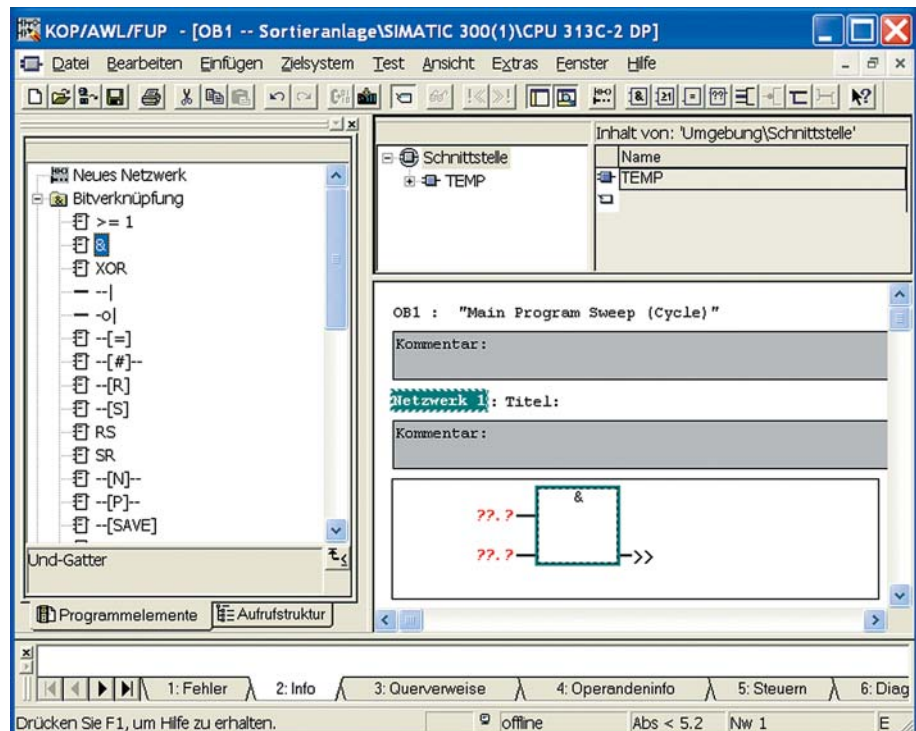 KOP/AWL/FUP - [OB1 -- Sortieranlage\SIMATIC 300(1)\CPU 313C-2 DP]
Datei Bearbeiten Einfügen Zielsystem Test Ansicht Extras Fenster Hilfe
Neues Netzwerk
Bitverknüpfung
>= 1
&
XOR
--|
-o|
--[=]
--[#]--
--[R]
--[S]
RS
SR
--[N]--
--[P]--
--[SAVE]
Und-Gatter
Programmelemente Aufrufstruktur
Schnittstelle
TEMP
Inhalt von: 'Umgebung\Schnittstelle'
Name
TEMP
OB1 : "Main Program Sweep (Cycle)"
Kommentar:
Netzwerk 1: Titel:
Kommentar:
&
??.?
??.?
>>
1: Fehler 2: Info 3: Querverweise 4: Operandeninfo 5: Steuern 6: Diag
Drücken Sie F1, um Hilfe zu erhalten. offline Abs < 5.2 Nw 1 E